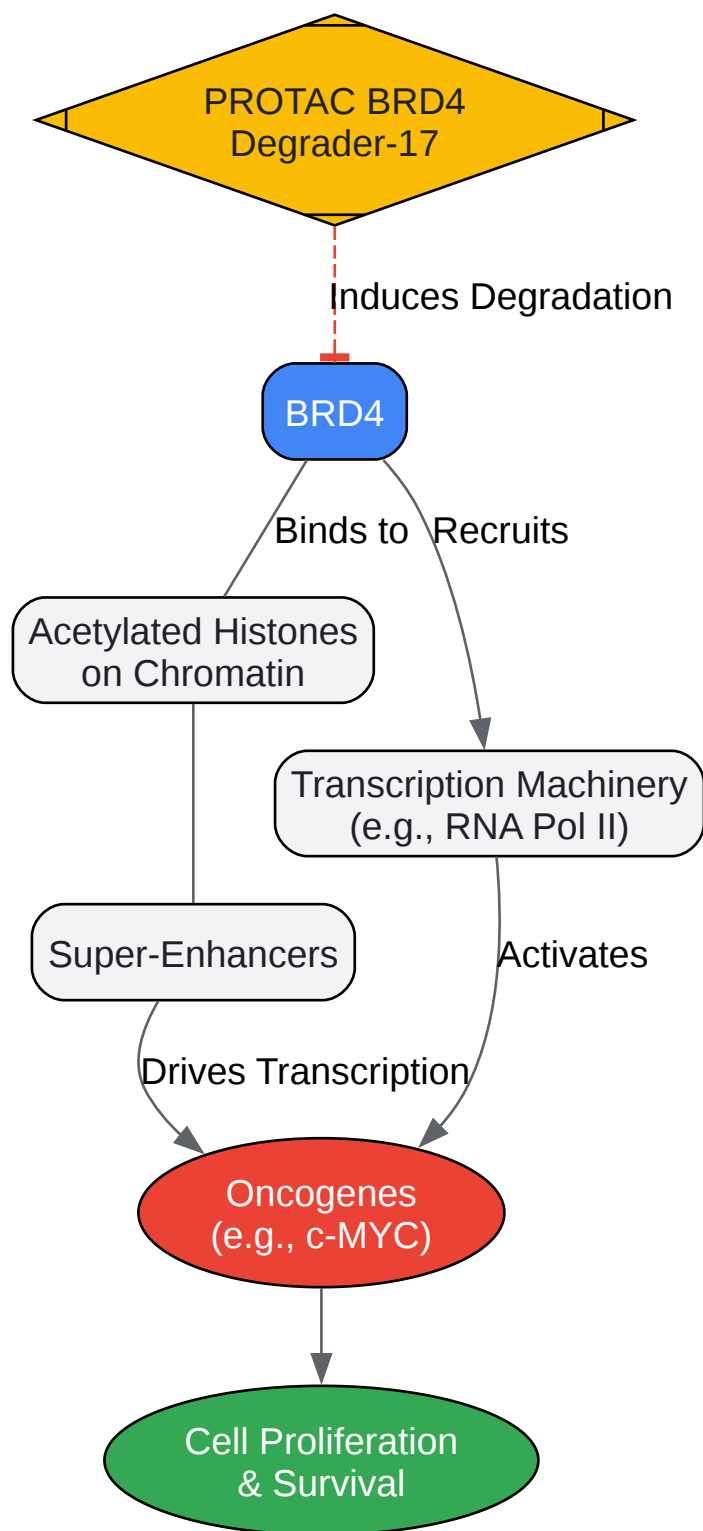 PROTAC BRD4
Degrader-17
Induces Degradation
BRD4
Binds to
Recruits
Acetylated Histones
on Chromatin
Transcription Machinery
(e.g., RNA Pol II)
Super-Enhancers
Activates
Drives Transcription
Oncogenes
(e.g., c-MYC)
Cell Proliferation
& Survival